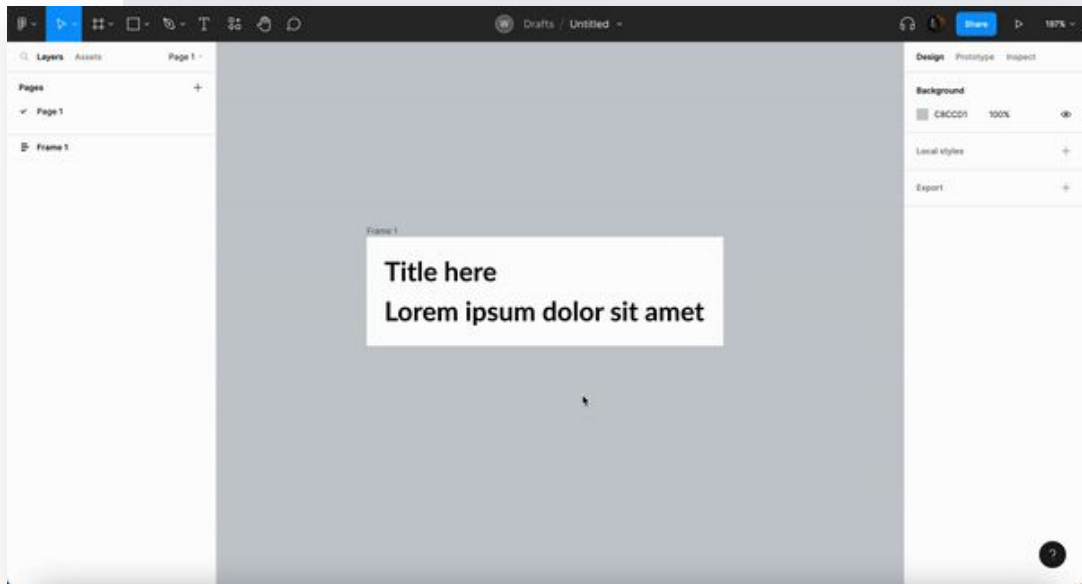 Drafts / Untitled
Share
197%
Layers Assets Page 1
Pages
Page 1
Frame 1
Design Prototype Inspect
Background
C8CCD1 100%
Local styles
Export
Frame 1
Title here
Lorem ipsum dolor sit amet
?